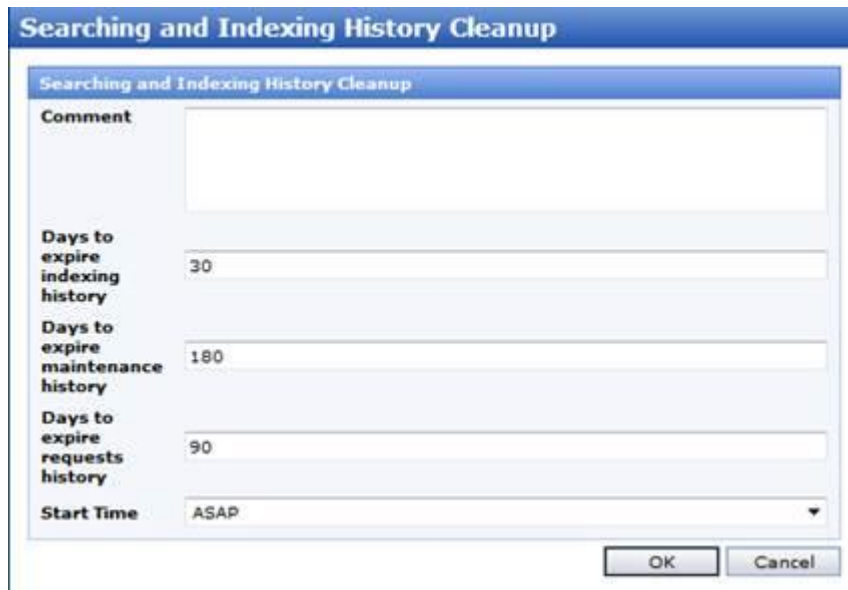 Searching and Indexing History Cleanup
Searching and Indexing History Cleanup
Comment
Days to
expire
indexing
history
30
Days to
expire
maintenance
history
180
Days to
expire
requests
history
90
Start Time ASAP
OK Cancel